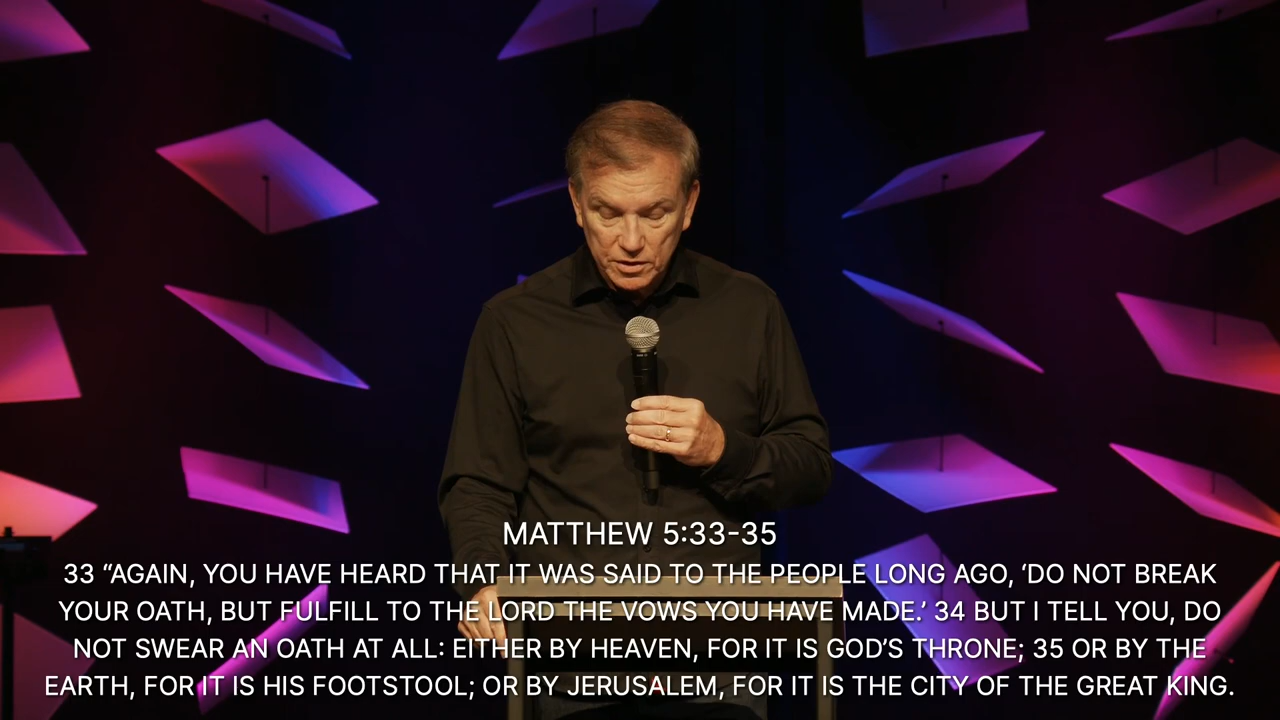 MATTHEW 5:33-35
33 “AGAIN, YOU HAVE HEARD THAT IT WAS SAID TO THE PEOPLE LONG AGO, ‘DO NOT BREAK
YOUR OATH, BUT FULFILL TO THE LORD THE VOWS YOU HAVE MADE.’ 34 BUT I TELL YOU, DO
NOT SWEAR AN OATH AT ALL: EITHER BY HEAVEN, FOR IT IS GOD’S THRONE; 35 OR BY THE
EARTH, FOR IT IS HIS FOOTSTOOL; OR BY JERUSALEM, FOR IT IS THE CITY OF THE GREAT KING.